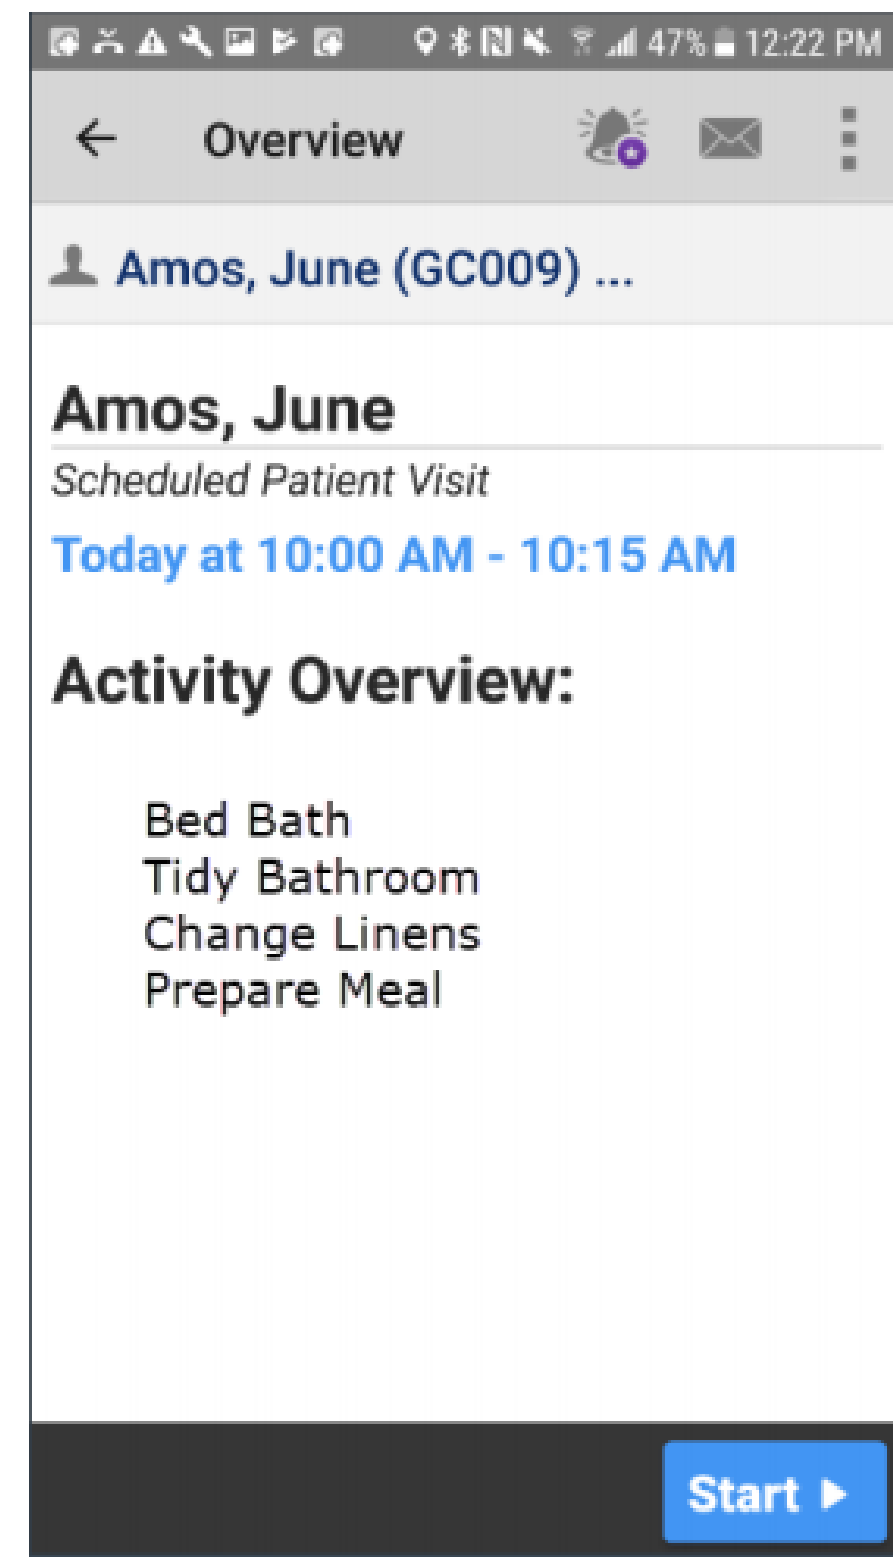 47% 12:22 PM
Overview
Amos, June (GC009) ...
Amos, June
Scheduled Patient Visit
Today at 10:00 AM - 10:15 AM
Activity Overview:
Bed Bath
Tidy Bathroom
Change Linens
Prepare Meal
Start